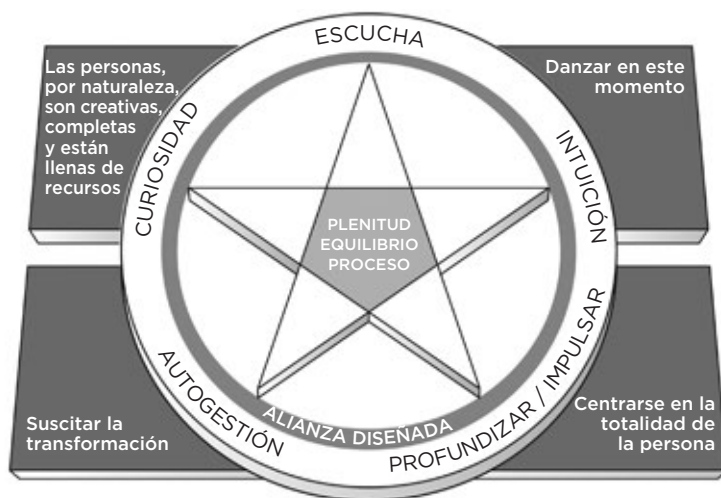 ESCUCHA
Las personas,
por naturaleza,
son creativas,
completas
y están
llenas de
recursos
Danzar en este
momento
CURIOSIDAD
INTUICIÓN
PLENITUD
EQUILIBRIO
PROCESO
AUTOGESTIÓN
ALIANZA DISEÑADA
PROFUNDIZAR / IMPULSAR
Suscitar la
transformación
Centrarse en la
totalidad de
la persona